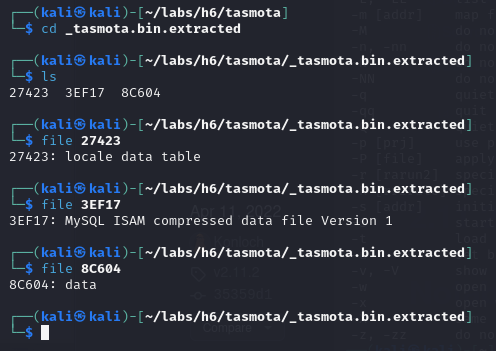 ┌──(kali㉿kali)-[~/labs/h6/tasmota]
└─$ cd _tasmota.bin.extracted
┌──(kali㉿kali)-[~/labs/h6/tasmota/_tasmota.bin.extracted]
└─$ ls
27423 3EF17 8C604
┌──(kali㉿kali)-[~/labs/h6/tasmota/_tasmota.bin.extracted]
└─$ file 27423
27423: locale data table
┌──(kali㉿kali)-[~/labs/h6/tasmota/_tasmota.bin.extracted]
└─$ file 3EF17
3EF17: MySQL ISAM compressed data file Version 1
┌──(kali㉿kali)-[~/labs/h6/tasmota/_tasmota.bin.extracted]
└─$ file 8C604
8C604: data
┌──(kali㉿kali)-[~/labs/h6/tasmota/_tasmota.bin.extracted]
└─$